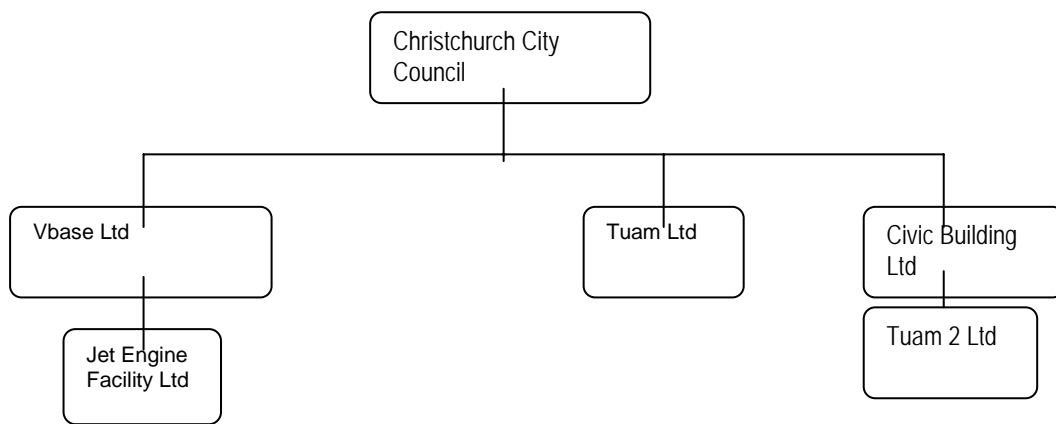 Christchurch City
Council
Vbase Ltd
Tuam Ltd
Civic Building
Ltd
Jet Engine
Facility Ltd
Tuam 2 Ltd